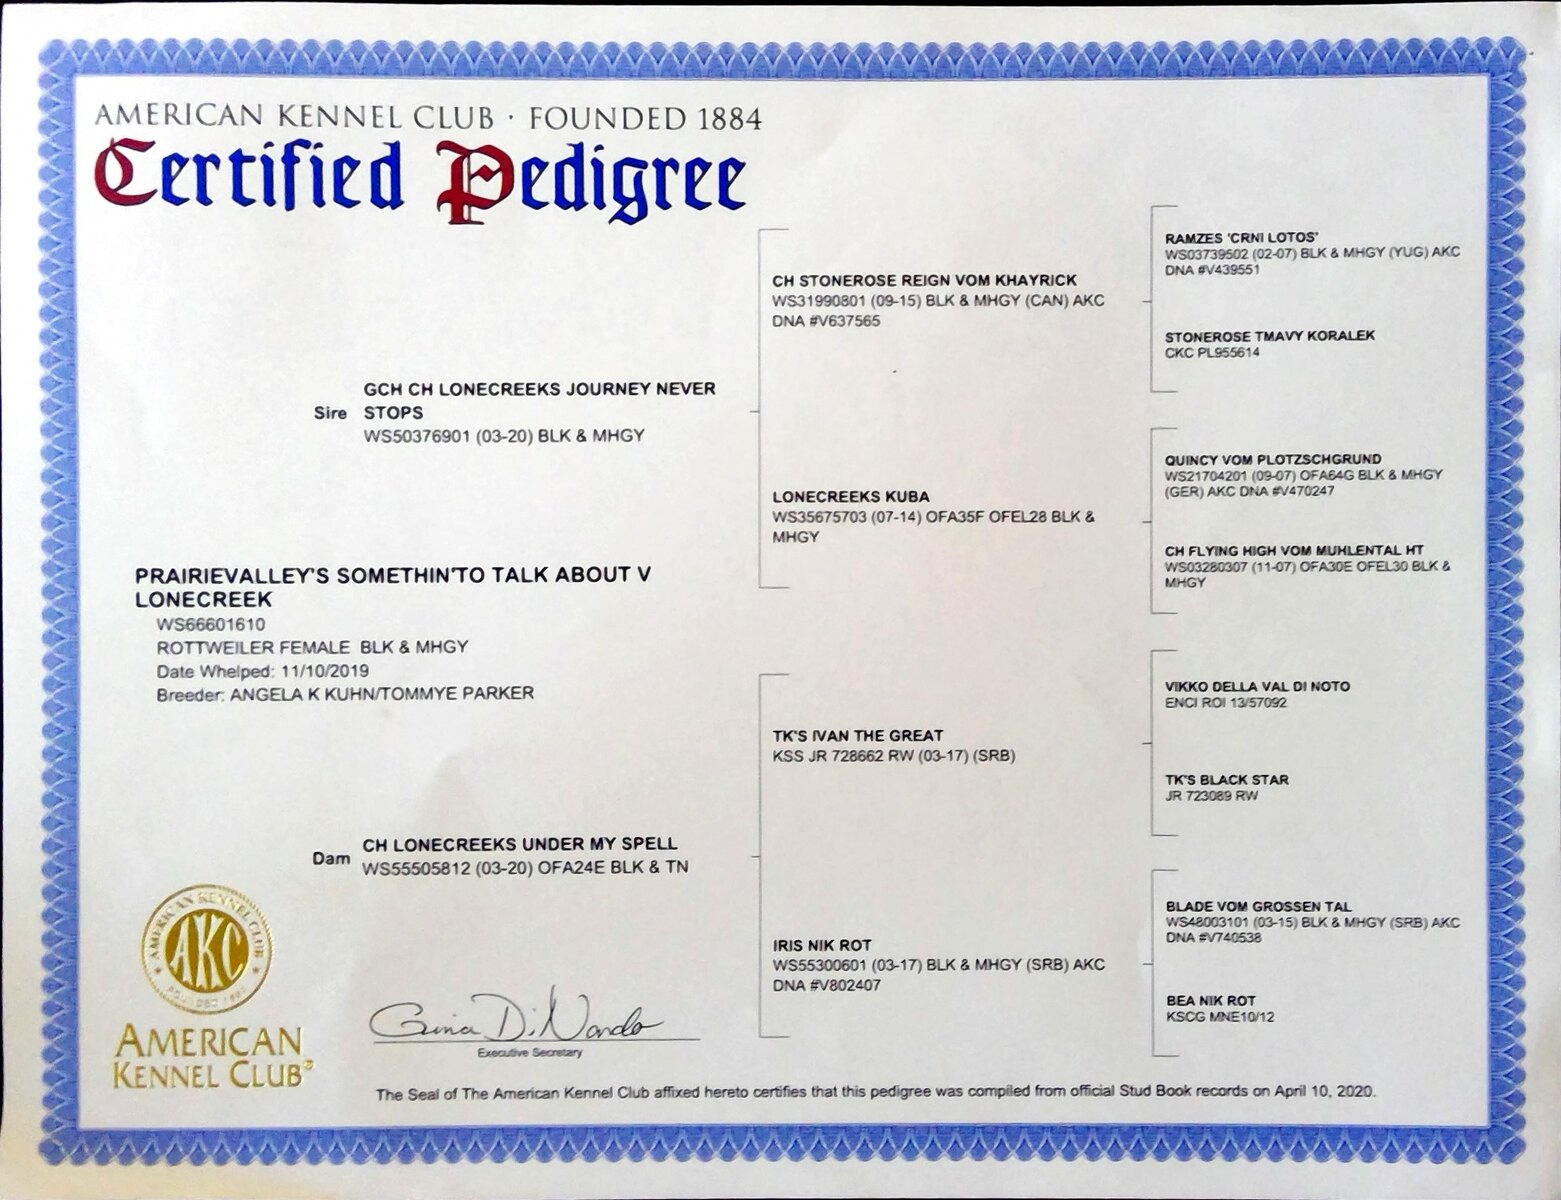 AMERICAN KENNEL CLUB · FOUNDED 1884
Certified Pedigree
PRAIRIEVALLEY'S SOMETHIN'TO TALK ABOUT V
LONECREEK
WS66601610
ROTTWEILER FEMALE BLK & MHGY
Date Whelped: 11/10/2019
Breeder: ANGELA K KUHN/TOMMYE PARKER
Sire
GCH CH LONECREEKS JOURNEY NEVER
STOPS
WS50376901 (03-20) BLK & MHGY
Dam
CH LONECREEKS UNDER MY SPELL
WS55505812 (03-20) OFA24E BLK & TN
CH STONEROSE REIGN VOM KHAYRICK
WS31990801 (09-15) BLK & MHGY (CAN) AKC
DNA #V637565
LONECREEKS KUBA
WS35675703 (07-14) OFA35F OFEL28 BLK &
MHGY
TK'S IVAN THE GREAT
KSS JR 728662 RW (03-17) (SRB)
IRIS NIK ROT
WS55300601 (03-17) BLK & MHGY (SRB) AKC
DNA #V802407
RAMZES 'CRNI LOTOS'
WS03739502 (02-07) BLK & MHGY (YUG) AKC
DNA #V439551
STONEROSE TMAVY KORALEK
CKC PL955614
QUINCY VOM PLOTZSCHGRUND
WS21704201 (09-07) OFA64G BLK & MHGY
(GER) AKC DNA #V470247
CH FLYING HIGH VOM MUHLENTAL HT
WS03280307 (11-07) OFA30E OFEL30 BLK &
MHGY
VIKKO DELLA VAL DI NOTO
ENCI ROI 13/57092
TK'S BLACK STAR
JR 723089 RW
BLADE VOM GROSSEN TAL
WS48003101 (03-15) BLK & MHGY (SRB) AKC
DNA #V740538
BEA NIK ROT
KSCG MNE10/12
AMERICAN KENNEL CLUB
AKC
FOUNDED 1884
AMERICAN
KENNEL CLUB®
Gina DiNardo
Executive Secretary
The Seal of The American Kennel Club affixed hereto certifies that this pedigree was compiled from official Stud Book records on April 10, 2020.